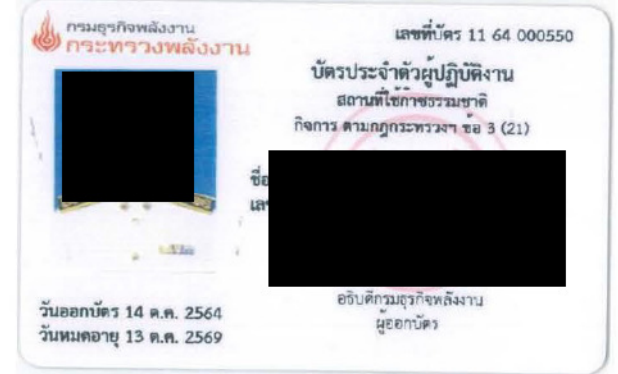 กรมธุรกิจพลังงาน
กระทรวงพลังงาน
เลขที่บัตร 11 64 000550
บัตรประจำตัวผู้ปฏิบัติงาน
สถานที่ใช้ก๊าซธรรมชาติ
กิจการ ตามกฎกระทรวงฯ ข้อ 3 (21)
ชื่อ
เลข
อธิบดีกรมธุรกิจพลังงาน
ผู้ออกบัตร
วันออกบัตร 14 ต.ค. 2564
วันหมดอายุ 13 ต.ค. 2569